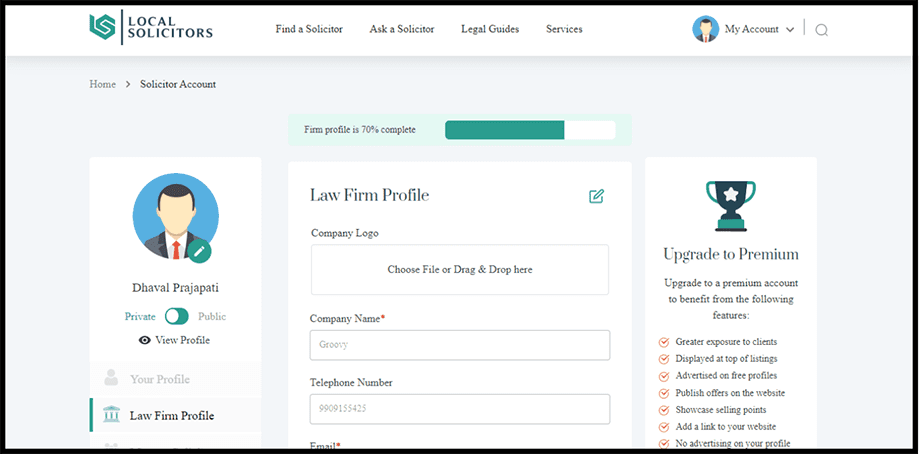 LOCAL
SOLICITORS
Find a Solicitor
Ask a Solicitor
Legal Guides
Services
My Account
Home > Solicitor Account
Firm profile is 70% complete
Dhaval Prajapati
Private
Public
View Profile
Your Profile
Law Firm Profile
Law Firm Profile
Company Logo
Choose File or Drag & Drop here
Company Name*
Groovy
Telephone Number
9909155425
Email*
Upgrade to Premium
Upgrade to a premium account
to benefit from the following
features:
Greater exposure to clients
Displayed at top of listings
Advertised on free profiles
Publish offers on the website
Showcase selling points
Add a link to your website
No advertising on your profile